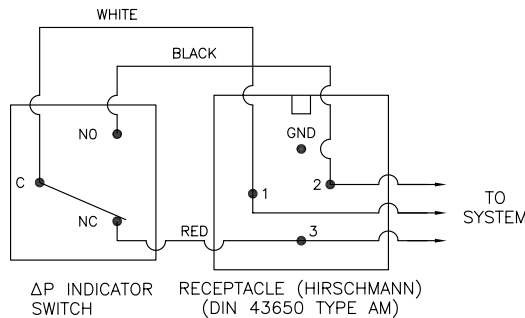 WHITE
BLACK
NO
GND
C
1
2
TO
SYSTEM
NC
RED
3
ΔP INDICATOR
SWITCH
RECEPTACLE (HIRSCHMANN)
(DIN 43650 TYPE AM)